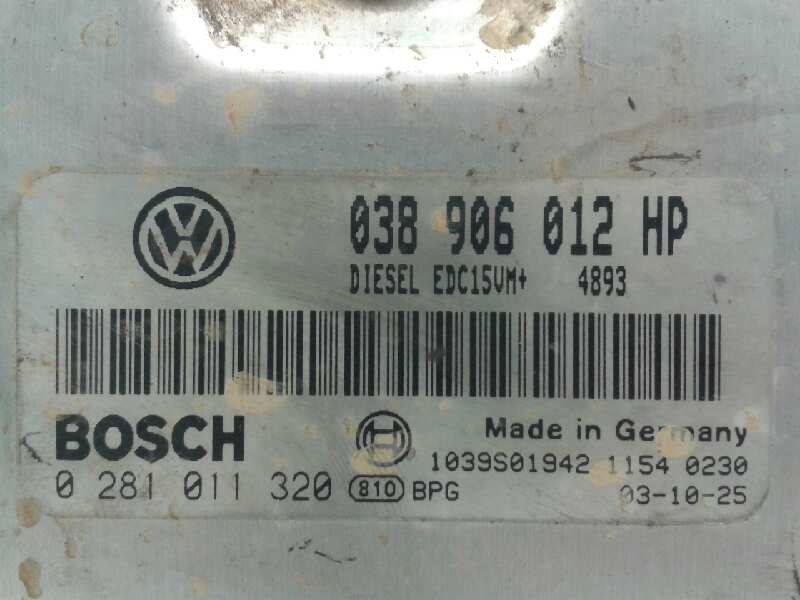 038 906 012 HP
DIESEL EDC15VM+ 4893
BOSCH
Made in Germany
1039S01942 1154 0230
0 281 011 320 810 BPG
03-10-25